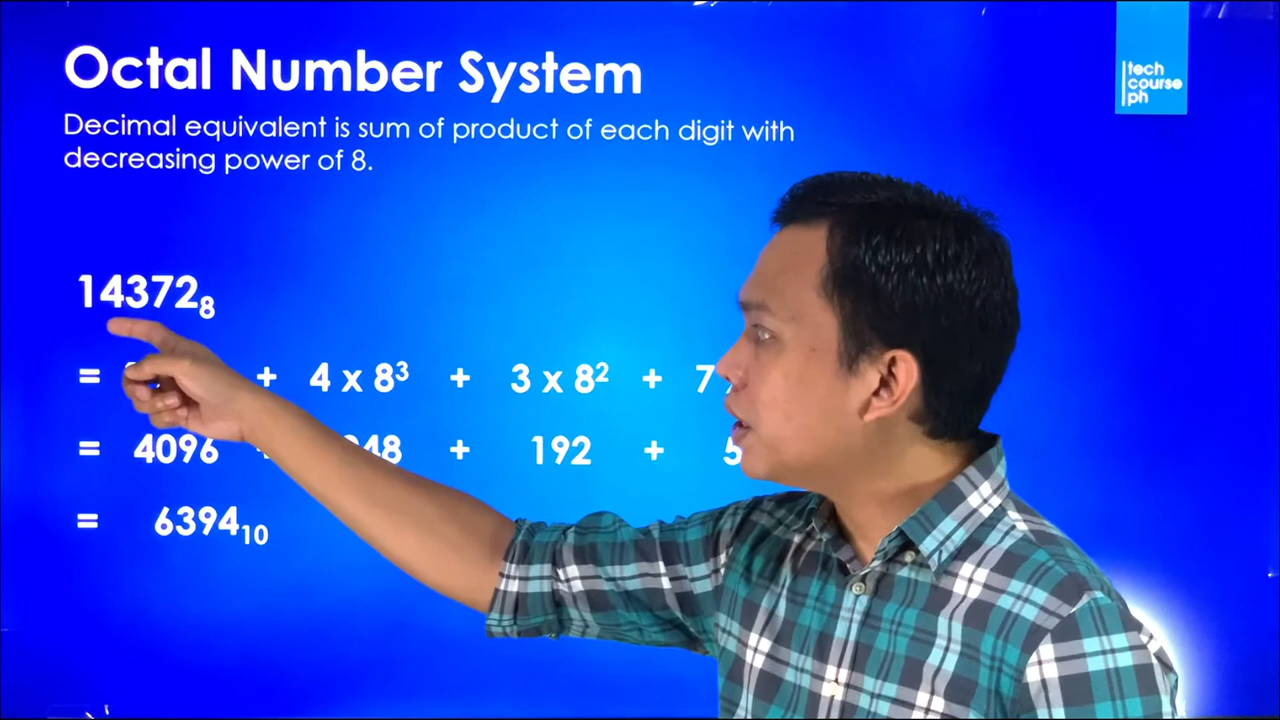 Octal Number System
tech
course
ph
Decimal equivalent is sum of product of each digit with
decreasing power of 8.
14372₈
= + 4 x 8³ + 3 x 8² + 7
= 4096 + 192 +
= 6394₁₀